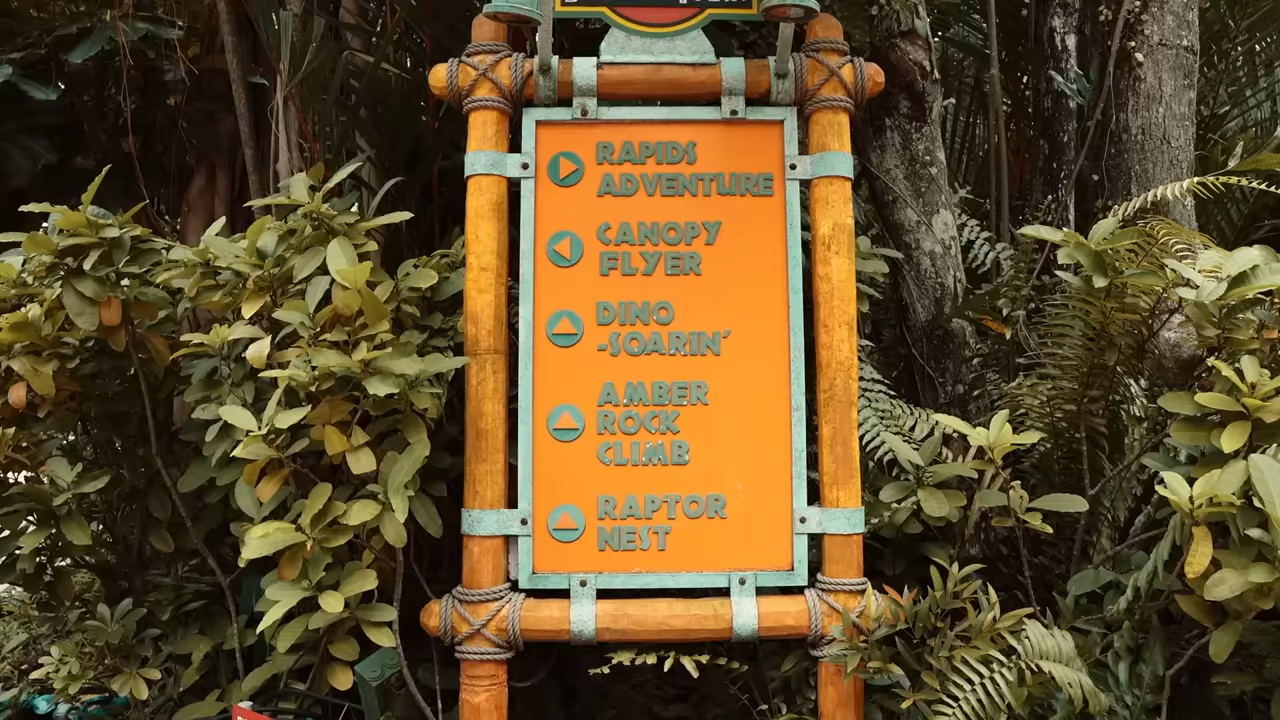 RAPIDS
ADVENTURE
CANOPY
FLYER
DINO
-SOARIN'
AMBER
ROCK
CLIMB
RAPTOR
NEST